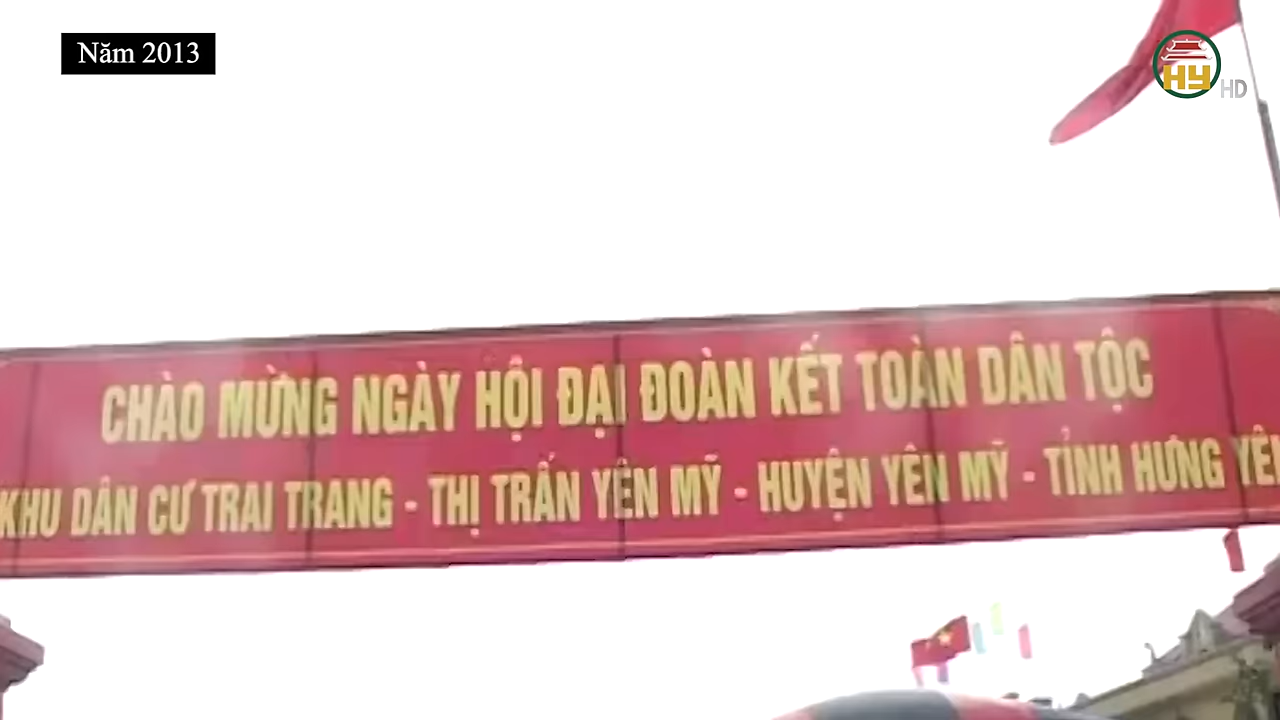 Năm 2013
HY HD
CHÀO MỪNG NGÀY HỘI ĐẠI ĐOÀN KẾT TOÀN DÂN TỘC
KHU DÂN CƯ TRAI TRANG - THỊ TRẤN YÊN MỸ - HUYỆN YÊN MỸ - TỈNH HƯNG YÊN